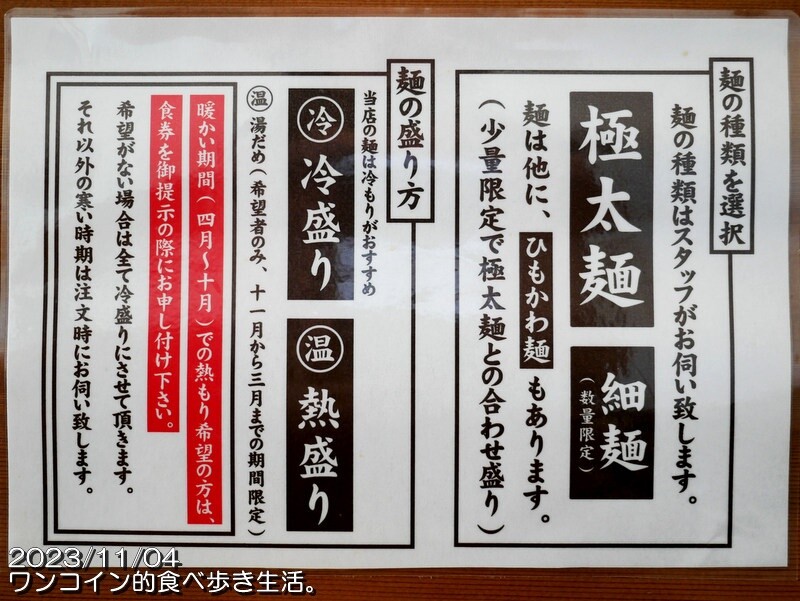 麺の種類を選択
麺の種類はスタッフがお伺い致します。
極太麺
細麺
（数量限定）
麺は他に、ひもかわ麺もあります。
（少量限定で極太麺との合わせ盛り）
麺の盛り方
当店の麺は冷もりがおすすめ
冷 冷盛り
温 熱盛り
温 湯だめ（希望者のみ、十一月から三月までの期間限定）
暖かい期間（四月～十月）での熱もり希望の方は、
食券を御提示の際にお申し付け下さい。
希望がない場合は全て冷盛りにさせて頂きます。
それ以外の寒い時期は注文時にお伺い致します。
2023/11/04
ワンコイン的食べ歩き生活。